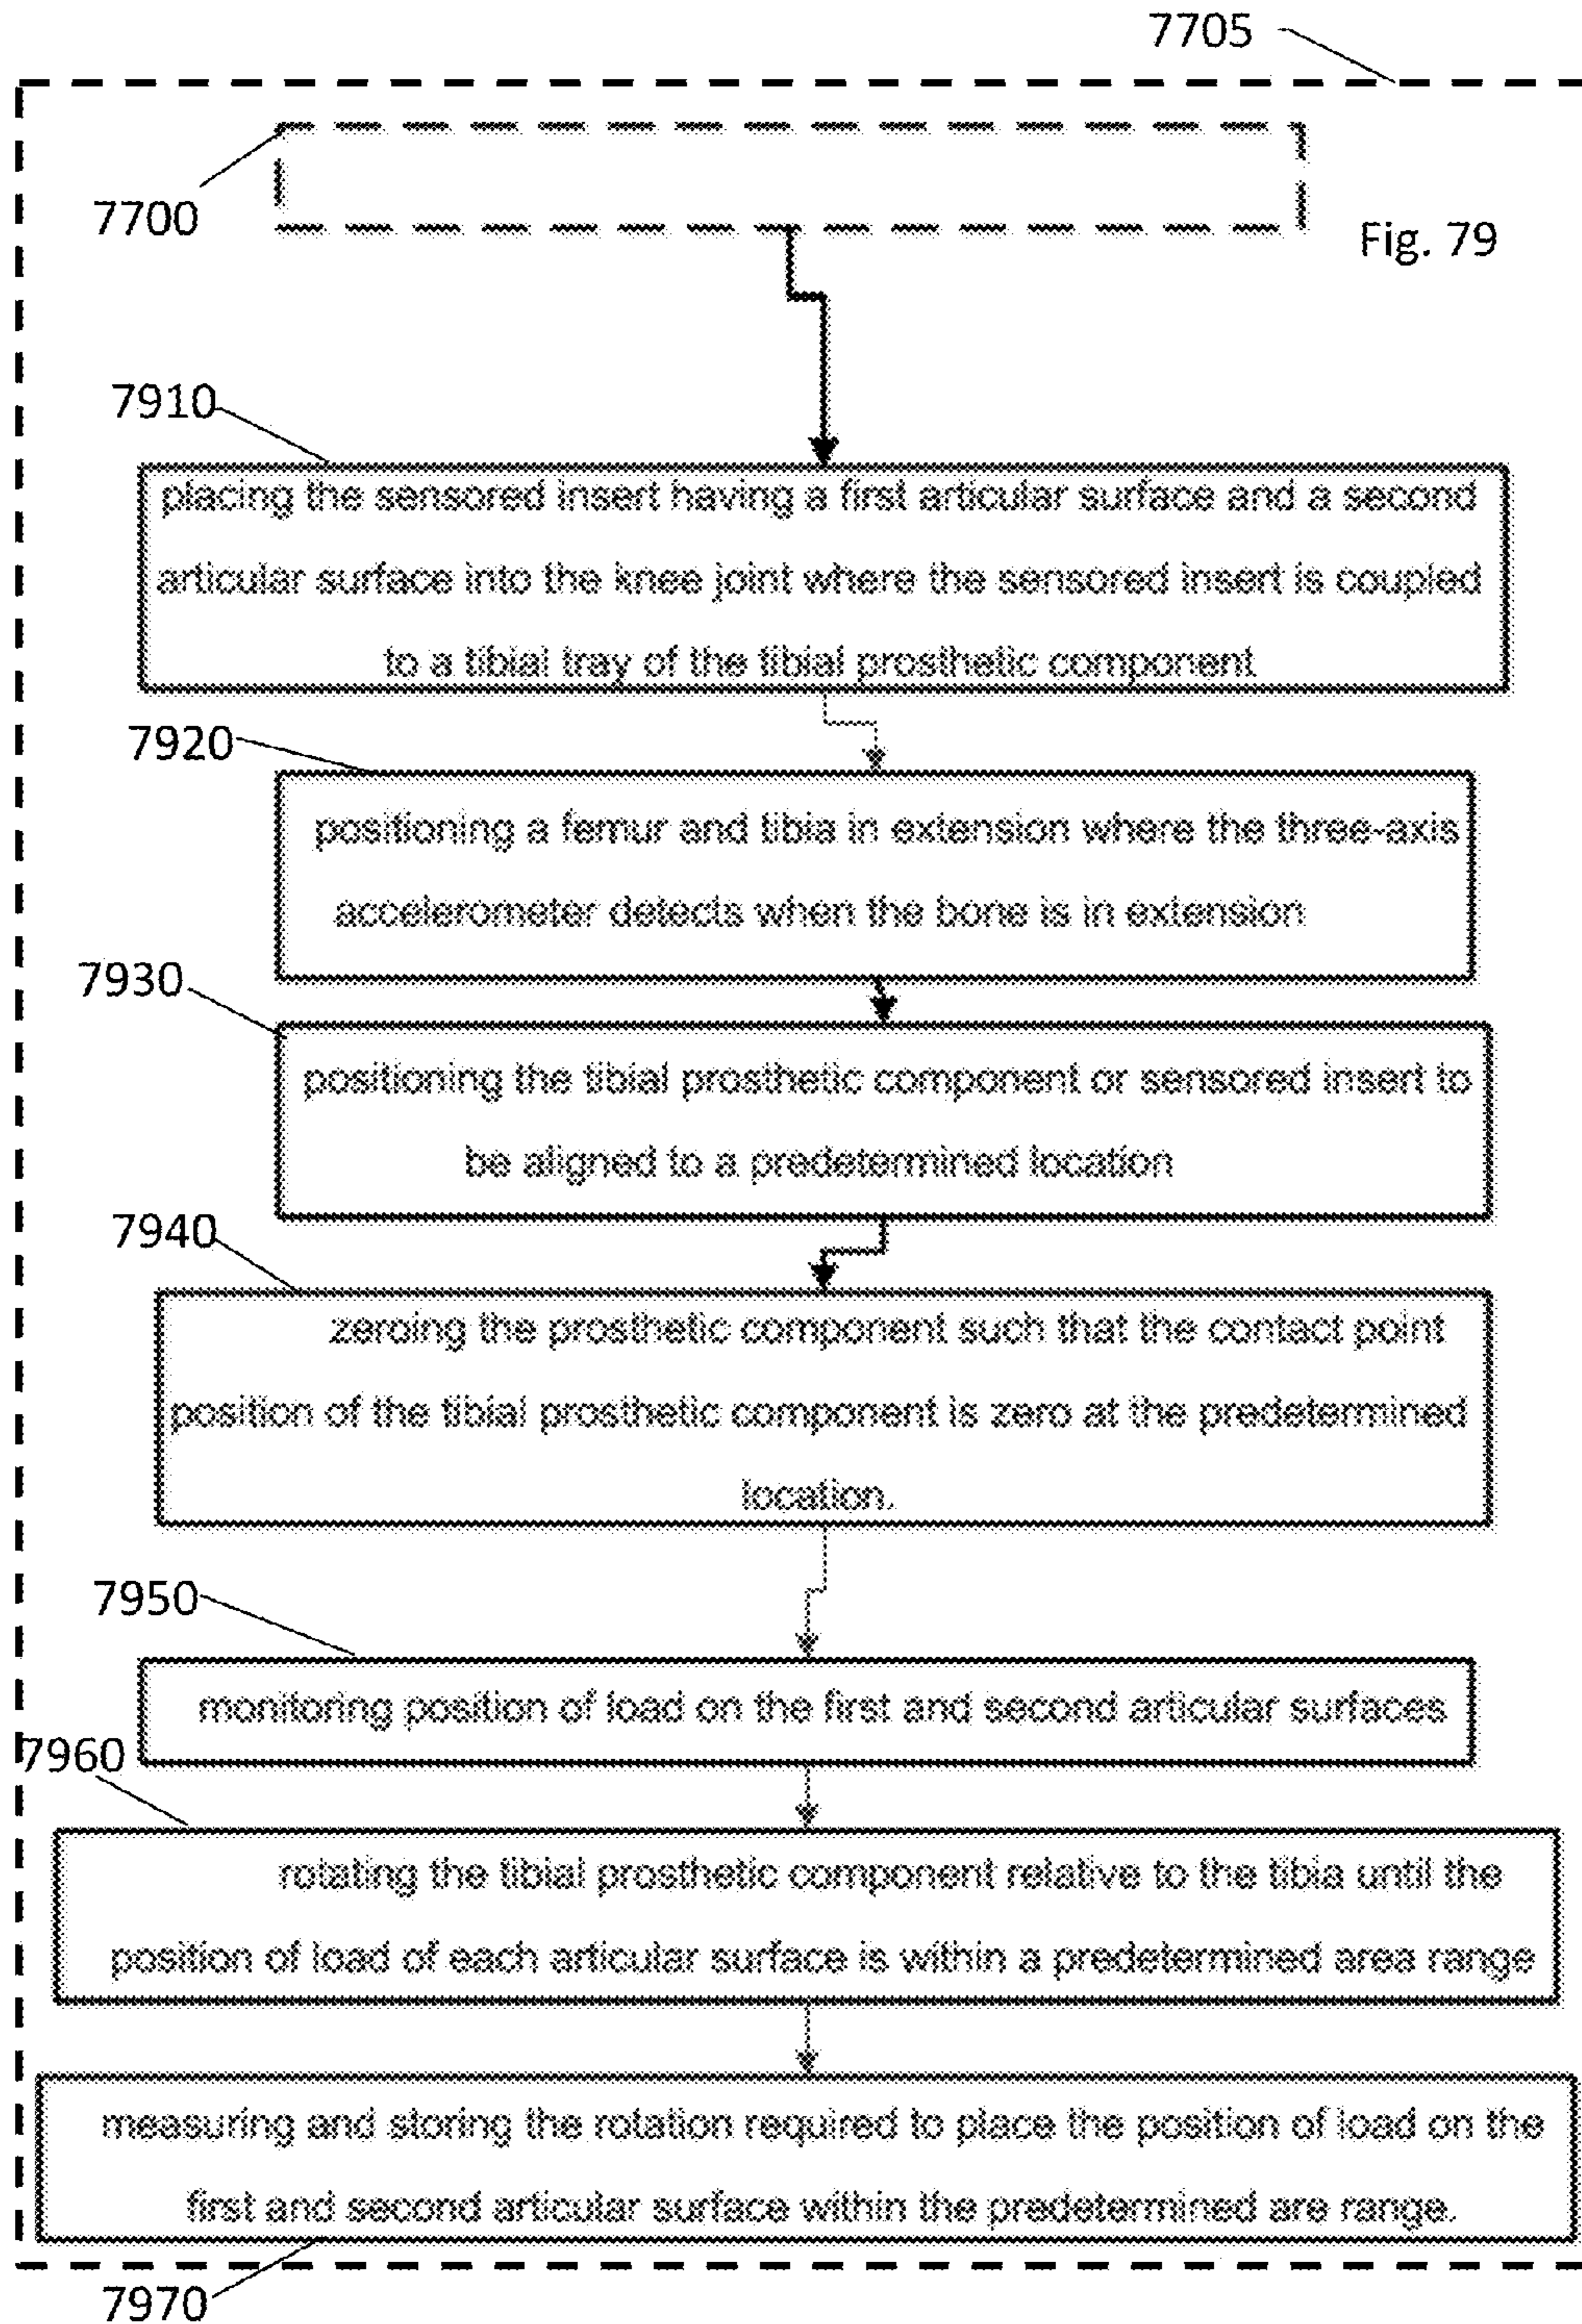 7705
7700
Fig. 79
7910
placing the sensored insert having a first articular surface and a second
articular surface into the knee joint where the sensored insert is coupled
to a tibial tray of the tibial prosthetic component
7920
positioning a femur and tibia in extension where the three-axis
accelerometer detects when the bone is in extension
7930
positioning the tibial prosthetic component or sensored insert to
be aligned to a predetermined location
7940
zeroing the prosthetic component such that the contact point
position of the tibial prosthetic component is zero at the predetermined
location.
7950
monitoring position of load on the first and second articular surfaces
7960
rotating the tibial prosthetic component relative to the tibia until the
position of load of each articular surface is within a predetermined area range
measuring and storing the rotation required to place the position of load on the
first and second articular surface within the predetermined are range.
7970